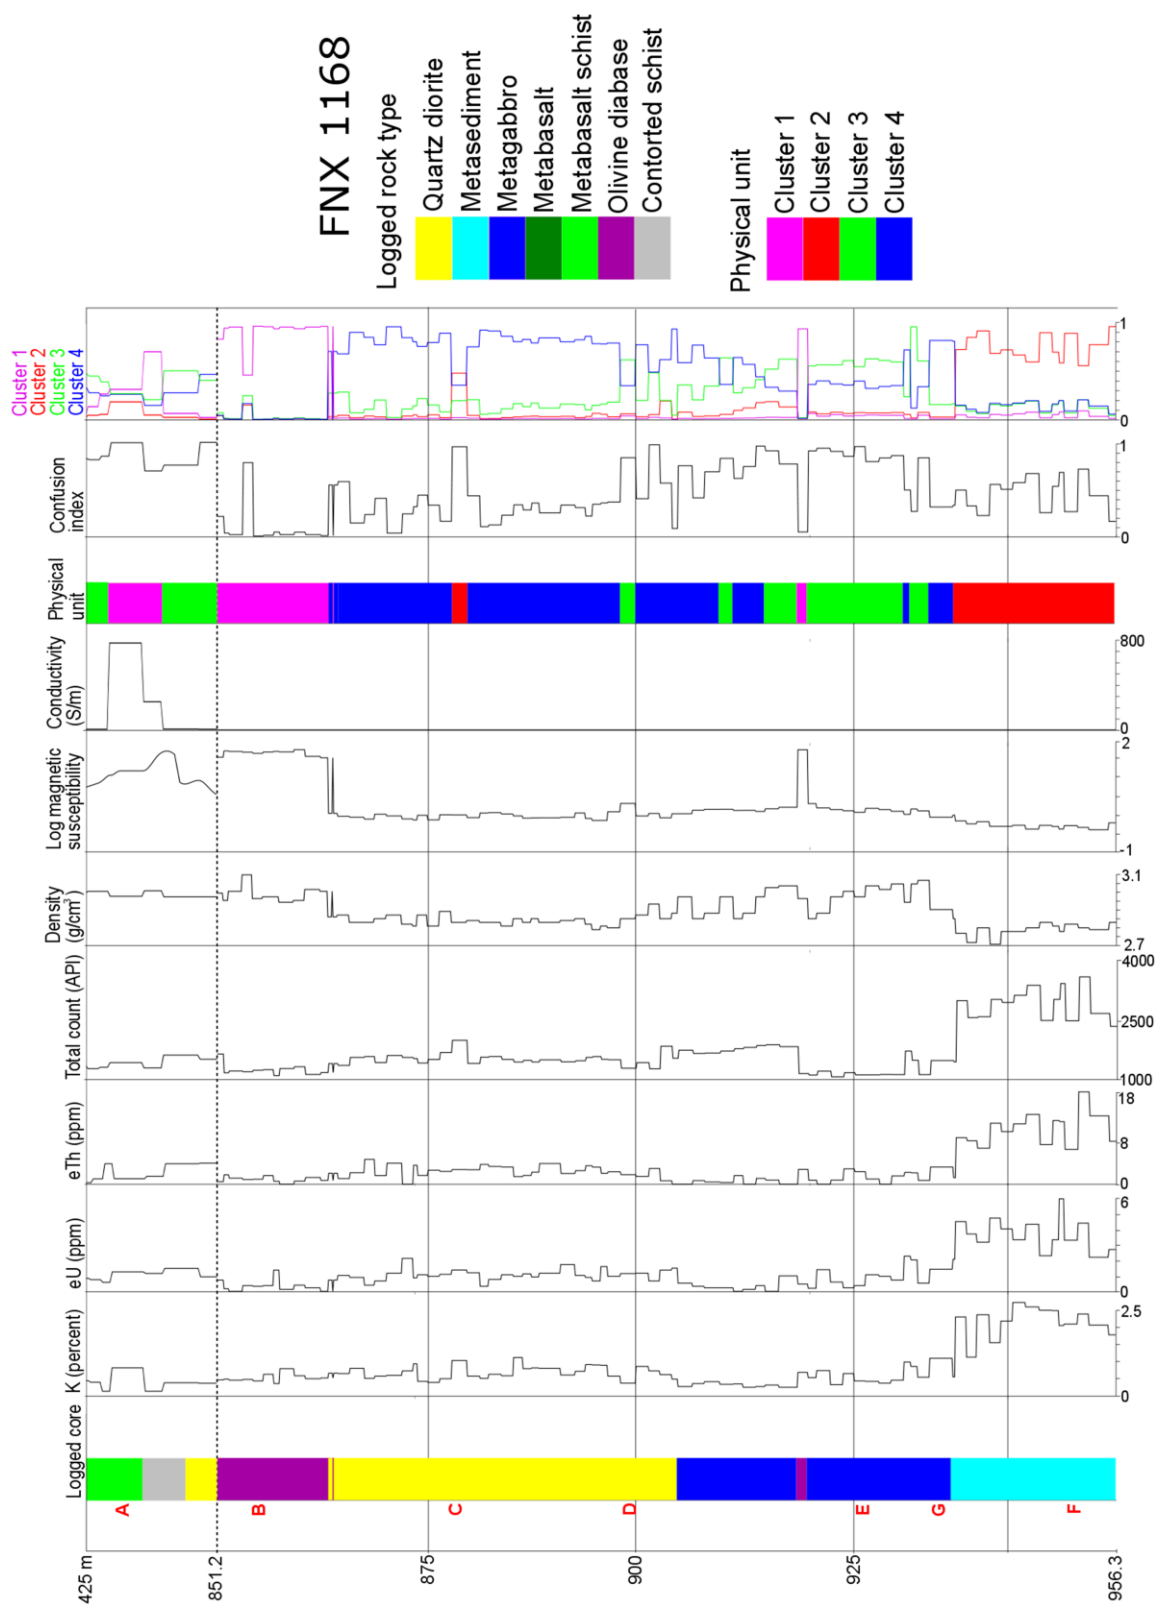 FNX 1168
Logged rock type
Quartz diorite
Metasediment
Metagabbro
Metabasalt
Metabasalt schist
Olivine diabase
Contorted schist
Physical unit
Cluster 1
Cluster 2
Cluster 3
Cluster 4
Cluster 1
Cluster 2
Cluster 3
Cluster 4
1
0
Confusion
index
1
0
Physical
unit
Conductivity
(S/m)
800
0
Log magnetic
susceptibility
2
-1
Density
(g/cm³)
3.1
2.7
Total count (API)
4000
2500
1000
eTh (ppm)
18
8
0
eU (ppm)
6
0
K (percent)
2.5
0
Logged core
A
B
C
D
E
G
F
425 m
851.2
875
900
925
956.3